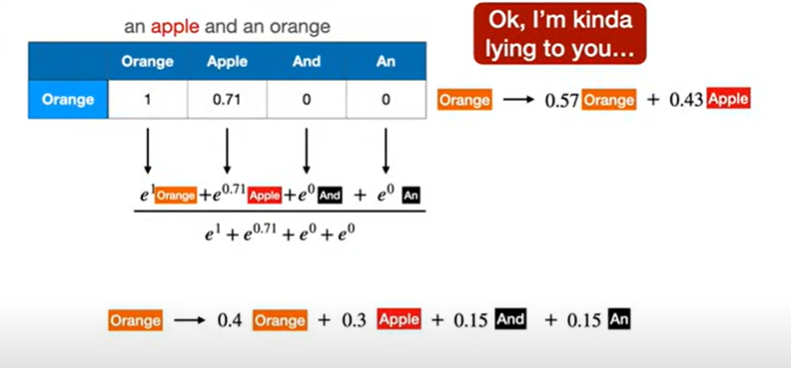 an apple and an orange
Ok, I'm kinda
lying to you...
Orange Apple And An
Orange 1 0.71 0 0
Orange → 0.57 Orange + 0.43 Apple
e¹ Orange + e⁰·⁷¹ Apple + e⁰ And + e⁰ An
e¹ + e⁰·⁷¹ + e⁰ + e⁰
Orange → 0.4 Orange + 0.3 Apple + 0.15 And + 0.15 An